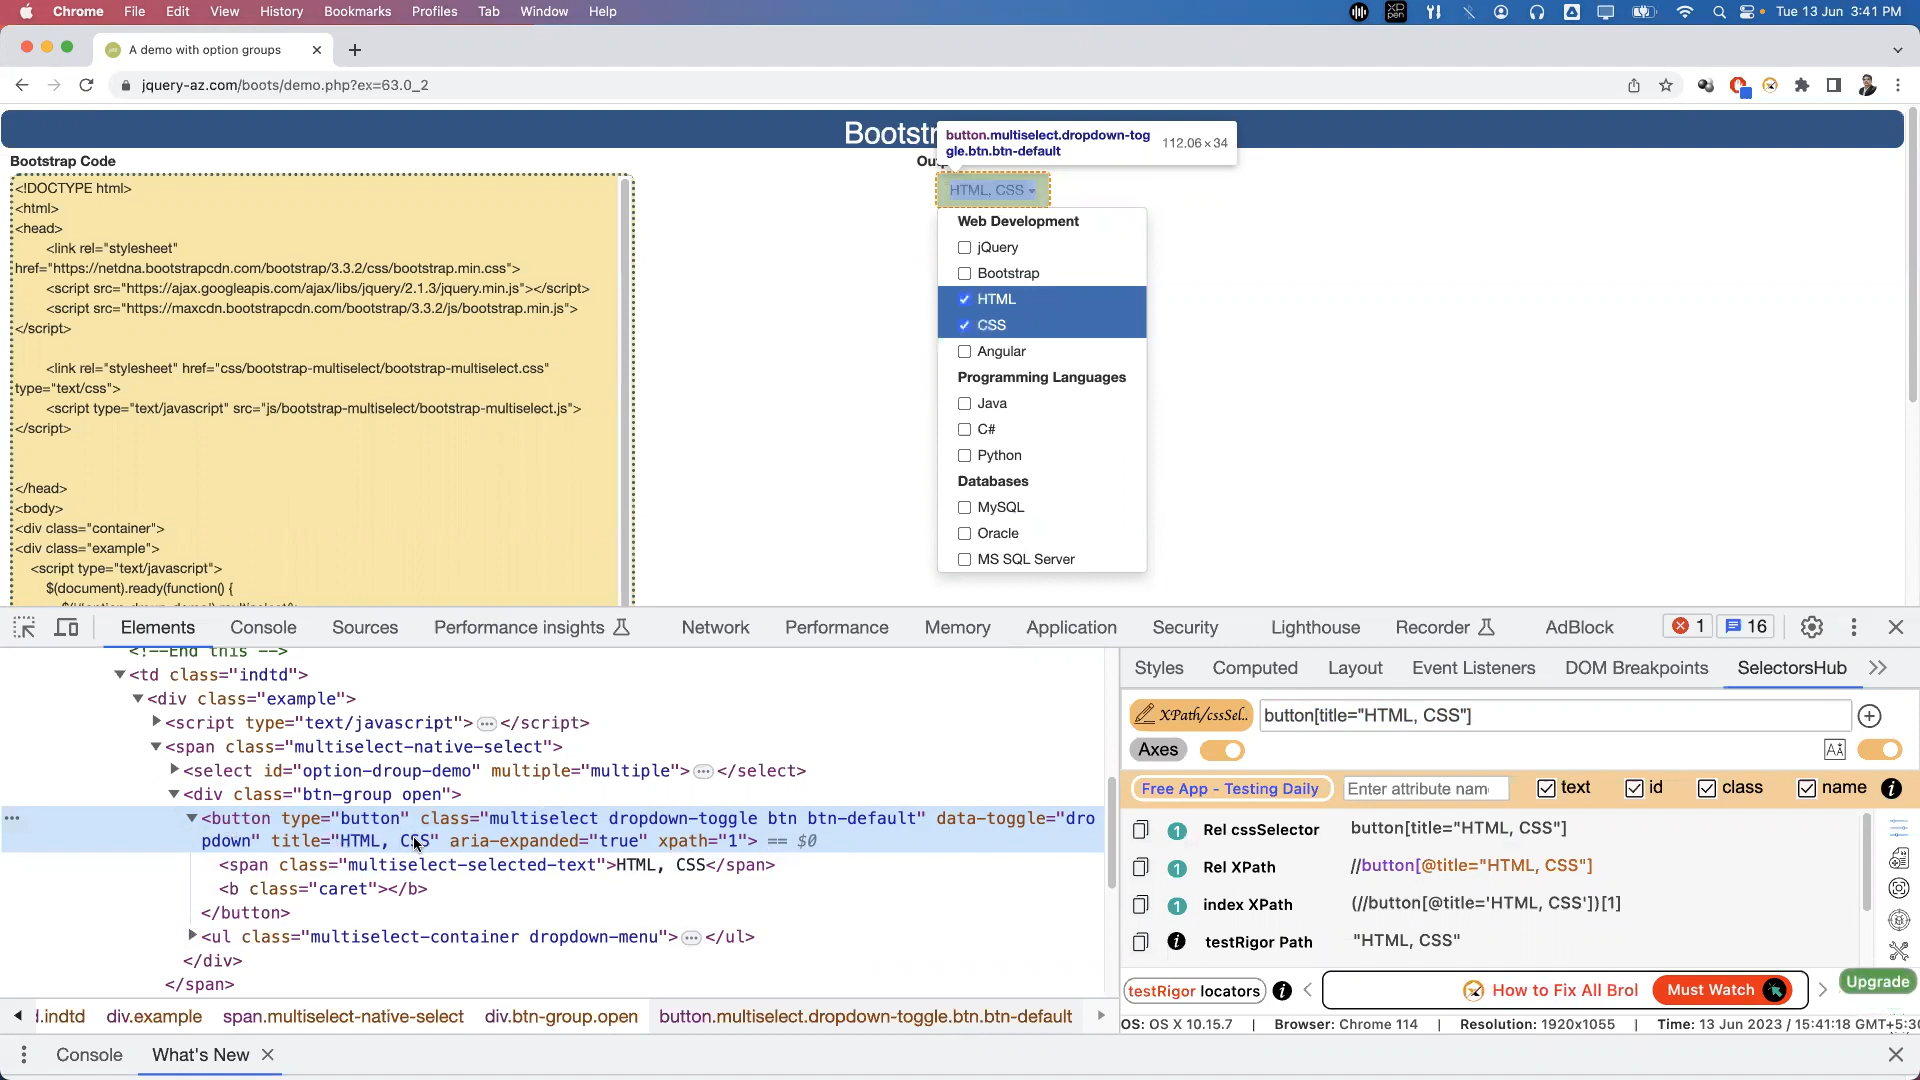 Chrome File Edit View History Bookmarks Profiles Tab Window Help Tue 13 Jun 3:41 PM
A demo with option groups
jquery-az.com/boots/demo.php?ex=63.0_2
Bootstr
button.multiselect.dropdown-tog
gle.btn.btn-default
112.06 × 34
Bootstrap Code
Out
<!DOCTYPE html>
<html>
<head>
<link rel="stylesheet"
href="https://netdna.bootstrapcdn.com/bootstrap/3.3.2/css/bootstrap.min.css">
<script src="https://ajax.googleapis.com/ajax/libs/jquery/2.1.3/jquery.min.js"></script>
<script src="https://maxcdn.bootstrapcdn.com/bootstrap/3.3.2/js/bootstrap.min.js">
</script>
<link rel="stylesheet" href="css/bootstrap-multiselect/bootstrap-multiselect.css"
type="text/css">
<script type="text/javascript" src="js/bootstrap-multiselect/bootstrap-multiselect.js">
</script>
</head>
<body>
<div class="container">
<div class="example">
<script type="text/javascript">
$(document).ready(function() {
HTML, CSS
Web Development
jQuery
Bootstrap
HTML
CSS
Angular
Programming Languages
Java
C#
Python
Databases
MySQL
Oracle
MS SQL Server
Elements Console Sources Performance insights Network Performance Memory Application Security Lighthouse Recorder AdBlock 1 16
<!--End this -->
<td class="indtd">
<div class="example">
<script type="text/javascript"> … </script>
<span class="multiselect-native-select">
<select id="option-droup-demo" multiple="multiple"> … </select>
<div class="btn-group open">
<button type="button" class="multiselect dropdown-toggle btn btn-default" data-toggle="dro
pdown" title="HTML, CSS" aria-expanded="true" xpath="1"> == $0
<span class="multiselect-selected-text">HTML, CSS</span>
<b class="caret"></b>
</button>
<ul class="multiselect-container dropdown-menu"> … </ul>
</div>
</span>
d.indtd div.example span.multiselect-native-select div.btn-group.open button.multiselect.dropdown-toggle.btn.btn-default
Styles Computed Layout Event Listeners DOM Breakpoints SelectorsHub
XPath/cssSel.. button[title="HTML, CSS"]
Axes
Free App - Testing Daily Enter attribute name text id class name
1 Rel cssSelector button[title="HTML, CSS"]
1 Rel XPath //button[@title="HTML, CSS"]
1 index XPath (//button[@title='HTML, CSS'])[1]
testRigor Path "HTML, CSS"
testRigor locators How to Fix All Brol Must Watch Upgrade
OS: OS X 10.15.7 | Browser: Chrome 114 | Resolution: 1920x1055 | Time: 13 Jun 2023 / 15:41:18 GMT+5:30
Console What's New